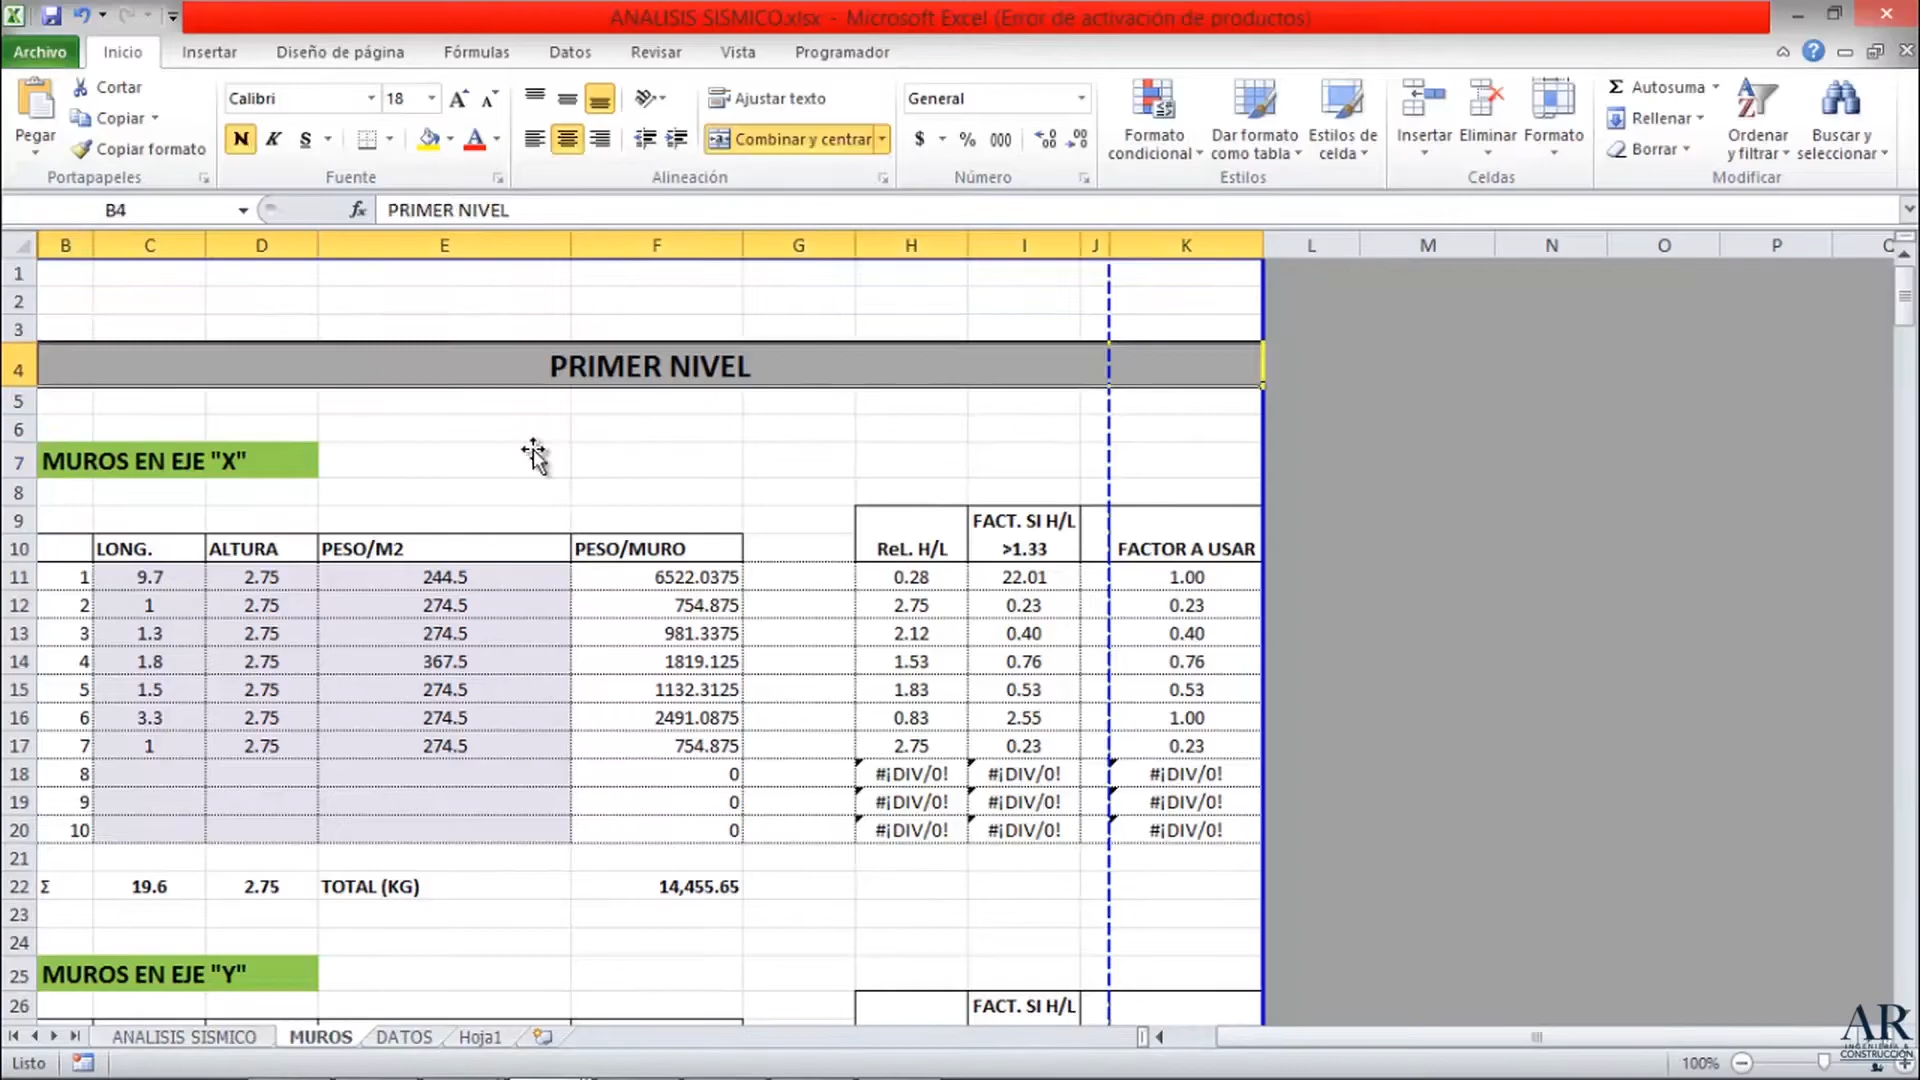 ANALISIS SISMICO.xlsx - Microsoft Excel (Error de activación de productos)
Archivo Inicio Insertar Diseño de página Fórmulas Datos Revisar Vista Programador
Pegar
Cortar
Copiar
Copiar formato
Portapapeles
Calibri 18
N K S
Fuente
Ajustar texto
Combinar y centrar
Alineación
General
$ % 000
Número
Formato condicional
Dar formato como tabla
Estilos de celda
Estilos
Insertar Eliminar Formato
Celdas
Σ Autosuma
Rellenar
Borrar
Ordenar y filtrar
Buscar y seleccionar
Modificar
B4 fx PRIMER NIVEL
B C D E F G H I J K L M N O P
1
2
3
4 PRIMER NIVEL
5
6
7 MUROS EN EJE "X"
8
9 FACT. SI H/L
10 LONG. ALTURA PESO/M2 PESO/MURO ReL. H/L >1.33 FACTOR A USAR
11 1 9.7 2.75 244.5 6522.0375 0.28 22.01 1.00
12 2 1 2.75 274.5 754.875 2.75 0.23 0.23
13 3 1.3 2.75 274.5 981.3375 2.12 0.40 0.40
14 4 1.8 2.75 367.5 1819.125 1.53 0.76 0.76
15 5 1.5 2.75 274.5 1132.3125 1.83 0.53 0.53
16 6 3.3 2.75 274.5 2491.0875 0.83 2.55 1.00
17 7 1 2.75 274.5 754.875 2.75 0.23 0.23
18 8 0 #¡DIV/0! #¡DIV/0! #¡DIV/0!
19 9 0 #¡DIV/0! #¡DIV/0! #¡DIV/0!
20 10 0 #¡DIV/0! #¡DIV/0! #¡DIV/0!
21
22 Σ 19.6 2.75 TOTAL (KG) 14,455.65
23
24
25 MUROS EN EJE "Y"
26 FACT. SI H/L
ANALISIS SISMICO MUROS DATOS Hoja1
Listo 100%
AR
INGENIERIA &
CONSTRUCCIÓN